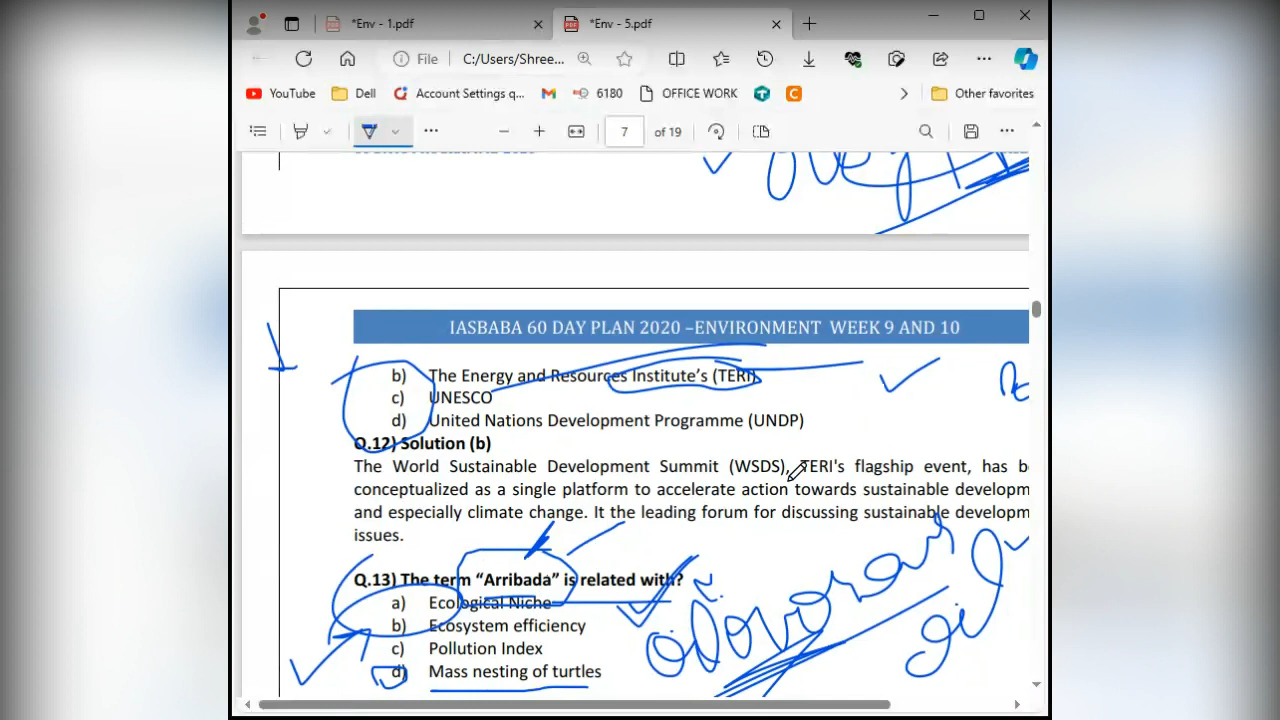 *Env - 1.pdf
*Env - 5.pdf
File
C:/Users/Shree...
YouTube
Dell
Account Settings q...
6180
OFFICE WORK
Other favorites
7 of 19
IASBABA 60 DAY PLAN 2020 –ENVIRONMENT WEEK 9 AND 10
b) The Energy and Resources Institute's (TERI)
c) UNESCO
d) United Nations Development Programme (UNDP)
Q.12) Solution (b)
The World Sustainable Development Summit (WSDS), TERI's flagship event, has b
conceptualized as a single platform to accelerate action towards sustainable developm
and especially climate change. It the leading forum for discussing sustainable developm
issues.
Q.13) The term “Arribada” is related with?
a) Ecological Niche
b) Ecosystem efficiency
c) Pollution Index
d) Mass nesting of turtles